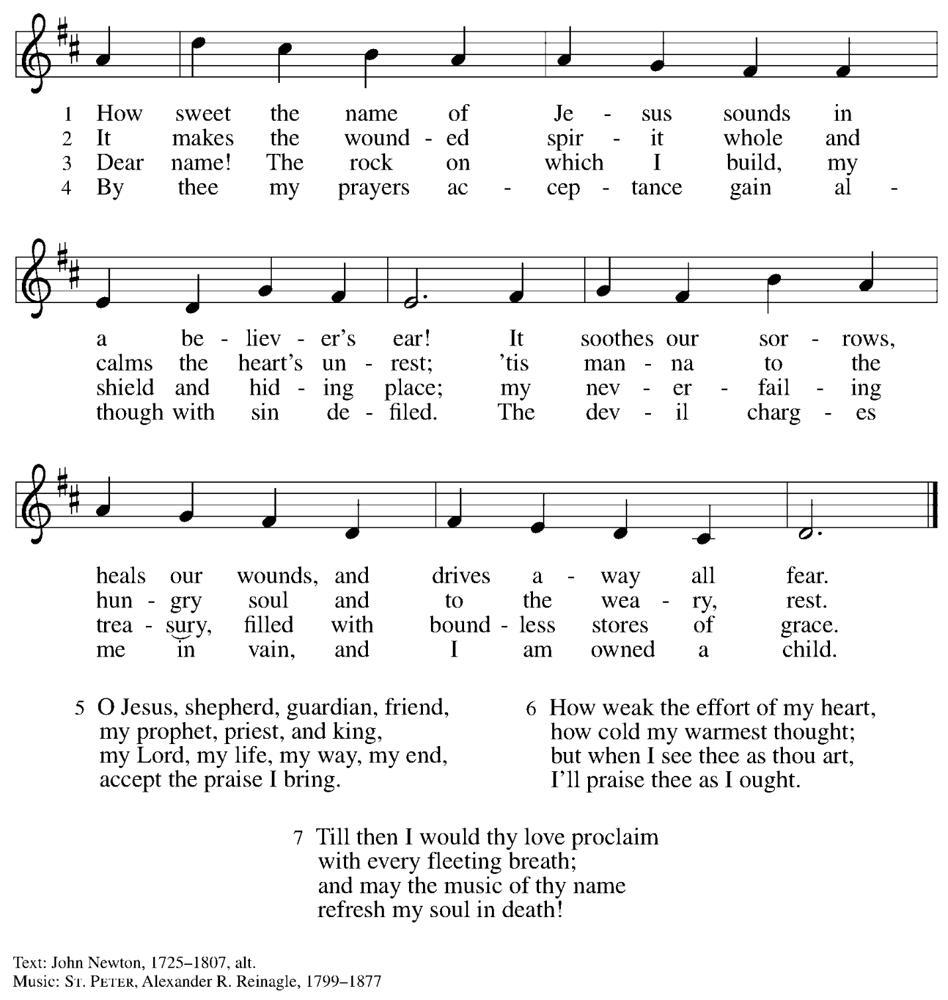 1 How sweet the name of Je - sus sounds in
2 It makes the wound - ed spir - it whole and
3 Dear name! The rock on which I build, my
4 By thee my prayers ac - cep - tance gain al -
a be - liev - er’s ear! It soothes our sor - rows,
calms the heart’s un - rest; ’tis man - na to the
shield and hid - ing place; my nev - er - fail - ing
though with sin de - filed. The dev - il charg - es
heals our wounds, and drives a - way all fear.
hun - gry soul and to the wea - ry, rest.
trea - sury, filled with bound - less stores of grace.
me in vain, and I am owned a child.
5 O Jesus, shepherd, guardian, friend,
my prophet, priest, and king,
my Lord, my life, my way, my end,
accept the praise I bring.
6 How weak the effort of my heart,
how cold my warmest thought;
but when I see thee as thou art,
I’ll praise thee as I ought.
7 Till then I would thy love proclaim
with every fleeting breath;
and may the music of thy name
refresh my soul in death!
Text: John Newton, 1725–1807, alt.
Music: ST. PETER, Alexander R. Reinagle, 1799–1877